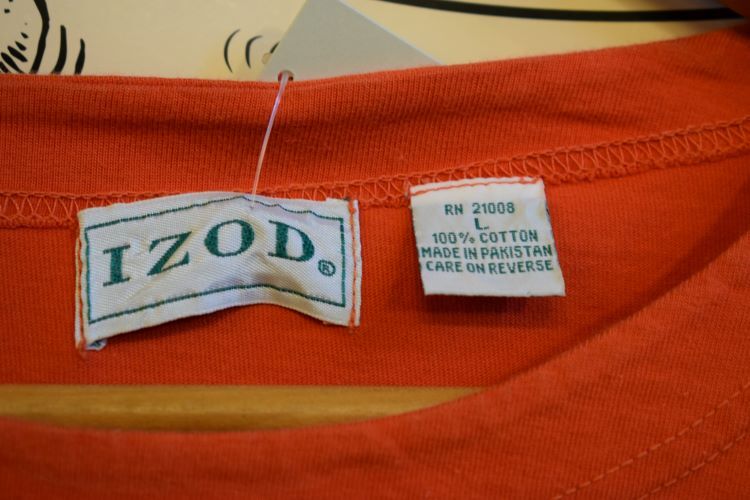 IZOD®
RN 21008
L.
100% COTTON
MADE IN PAKISTAN
CARE ON REVERSE